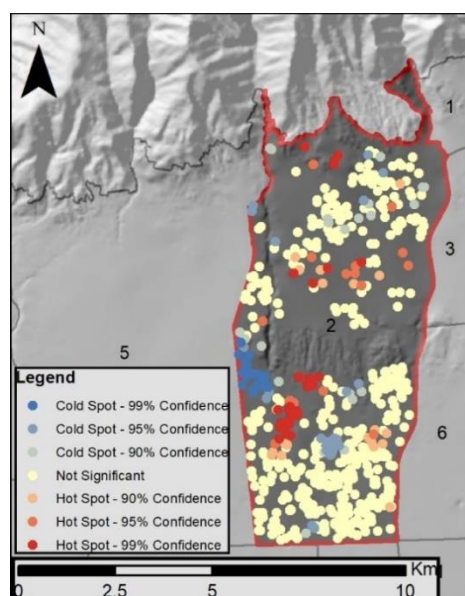 N
1
3
2
5
6
Legend
Cold Spot - 99% Confidence
Cold Spot - 95% Confidence
Cold Spot - 90% Confidence
Not Significant
Hot Spot - 90% Confidence
Hot Spot - 95% Confidence
Hot Spot - 99% Confidence
Km
0 2.5 5 10